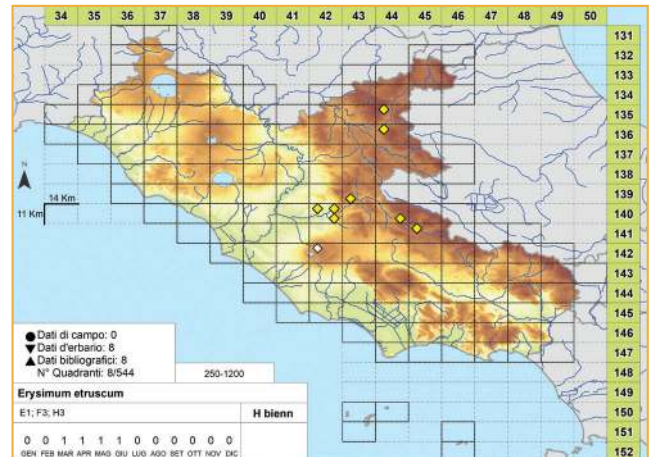 34 35 36 37 38 39 40 41 42 43 44 45 46 47 48 49 50
131
132
133
134
135
136
137
138
139
140
141
142
143
144
145
146
147
148
149
150
151
152
N
14 Km
11 Km
Dati di campo: 0
Dati d'erbario: 8
Dati bibliografici: 8
N° Quadranti: 8/544
250-1200
Erysimum etruscum
E1; F3; H3 H bienn
0 0 1 1 1 1 0 0 0 0 0 0
GEN FEB MAR APR MAG GIU LUG AGO SET OTT NOV DIC